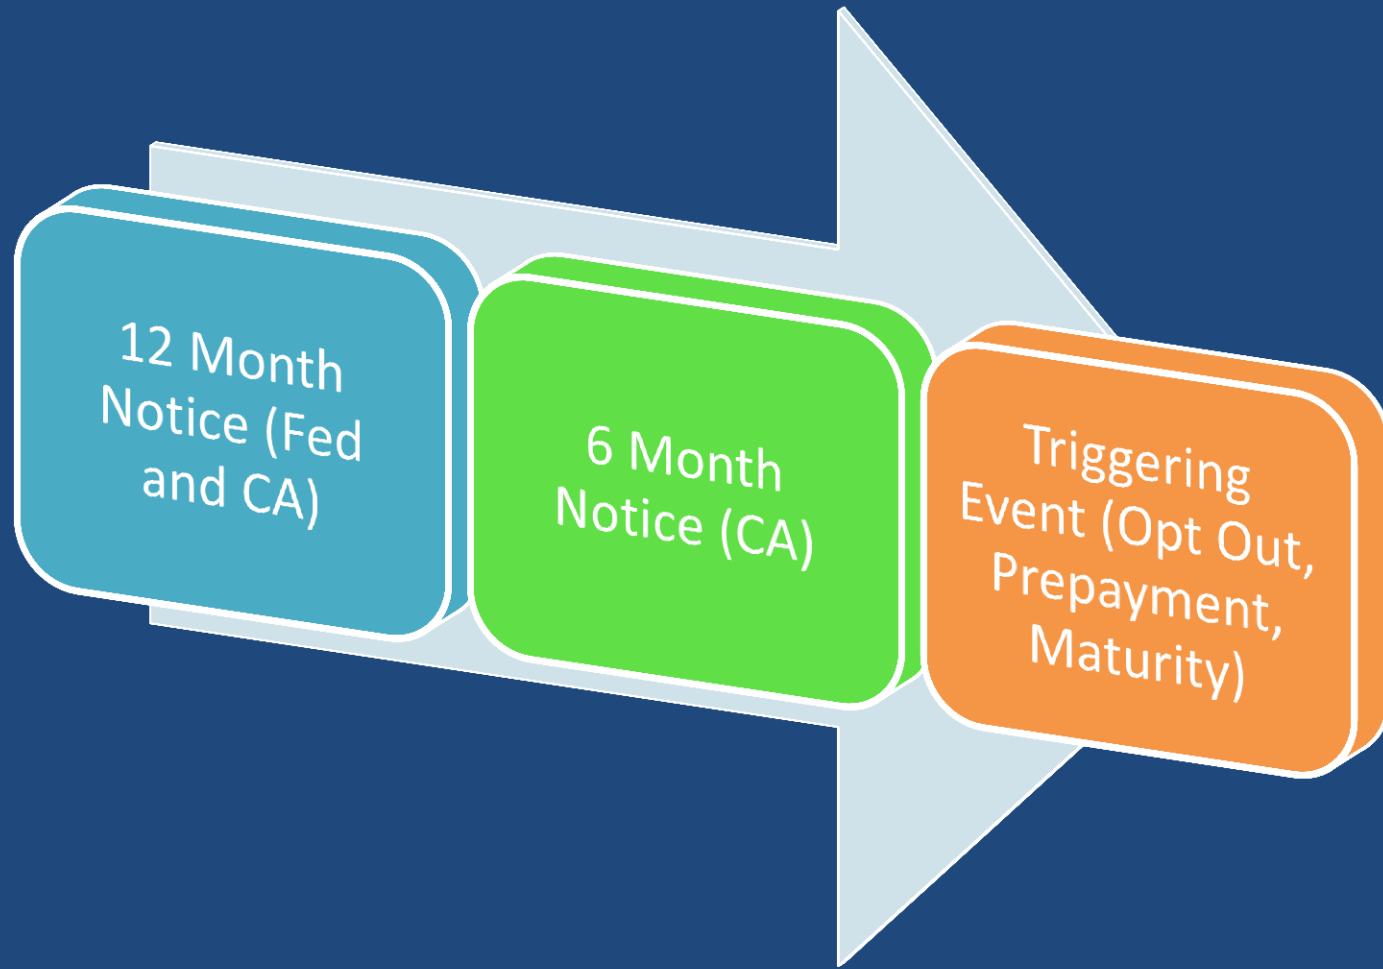 12 Month
Notice (Fed
and CA)
6 Month
Notice (CA)
Triggering
Event (Opt Out,
Prepayment,
Maturity)